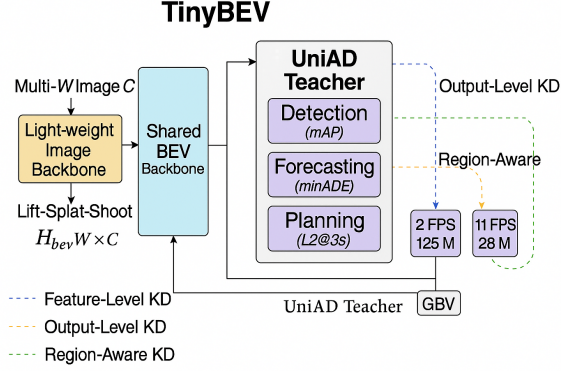 TinyBEV
Multi-W Image C
Light-weight
Image
Backbone
Lift-Splat-Shoot
H_bev W × C
Shared
BEV
Backbone
UniAD
Teacher
Detection
(mAP)
Forecasting
(minADE)
Planning
(L2@3s)
Output-Level KD
Region-Aware
2 FPS
125 M
11 FPS
28 M
UniAD Teacher
GBV
Feature-Level KD
Output-Level KD
Region-Aware KD